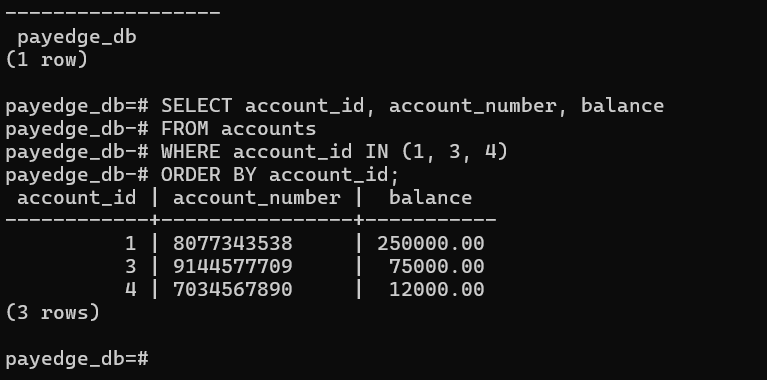 ------------------
 payedge_db
(1 row)

payedge_db=# SELECT account_id, account_number, balance
payedge_db-# FROM accounts
payedge_db-# WHERE account_id IN (1, 3, 4)
payedge_db-# ORDER BY account_id;
 account_id | account_number |  balance
------------+----------------+-----------
          1 | 8077343538     | 250000.00
          3 | 9144577709     |  75000.00
          4 | 7034567890     |  12000.00
(3 rows)

payedge_db=#